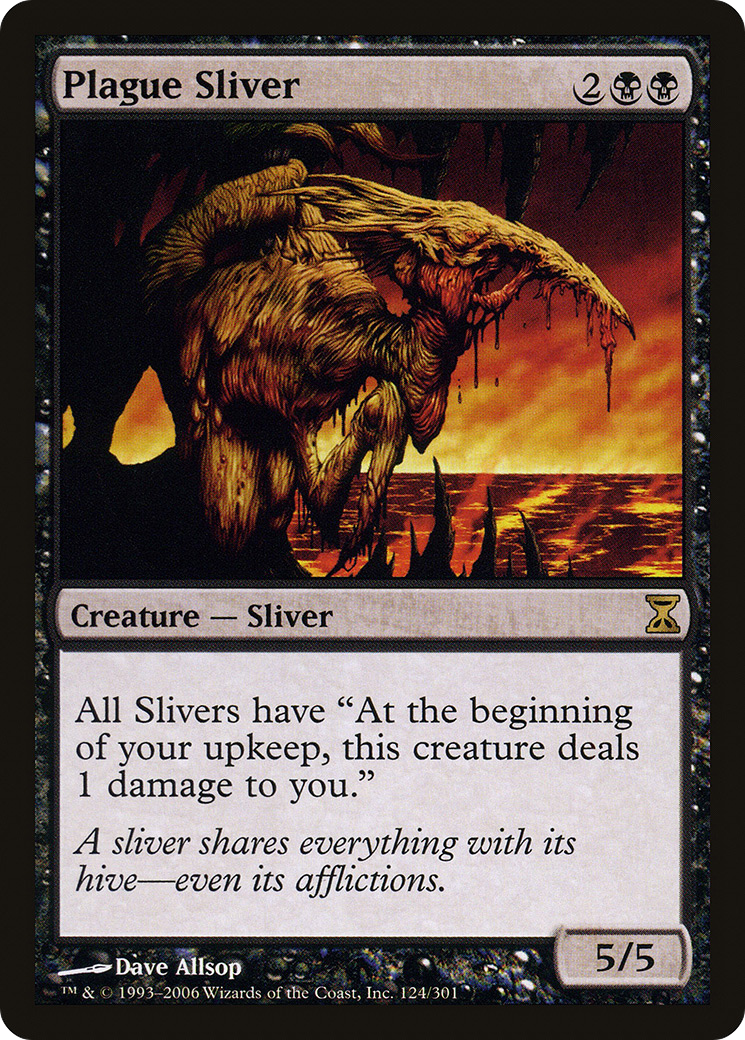 Plague Sliver 2
Creature — Sliver
All Slivers have “At the beginning
of your upkeep, this creature deals
1 damage to you.”
A sliver shares everything with its
hive—even its afflictions.
5/5
Dave Allsop
™ & © 1993–2006 Wizards of the Coast, Inc. 124/301